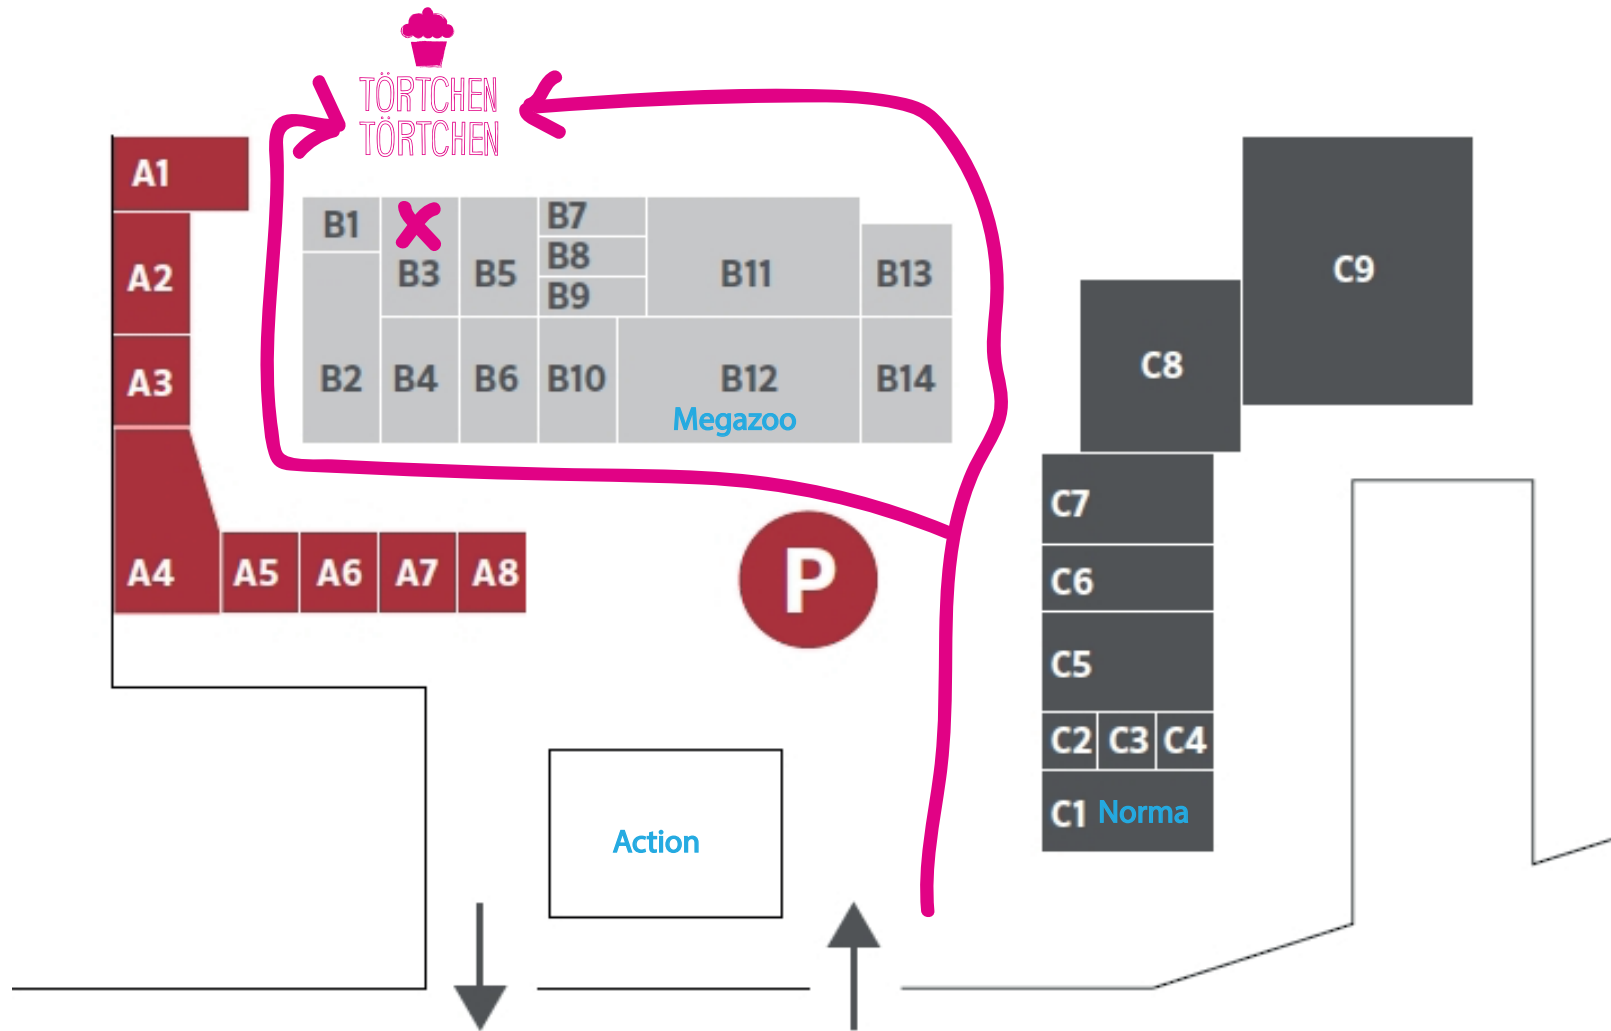 TÖRTCHEN
TÖRTCHEN
A1
A2
A3
A4
A5
A6
A7
A8
B1
B2
B3
B4
B5
B6
B7
B8
B9
B10
B11
B12
Megazoo
B13
B14
P
C9
C8
C7
C6
C5
C2
C3
C4
C1 Norma
Action